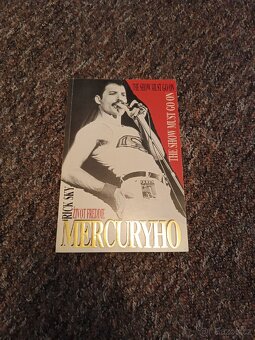 THE SHOW MUST GO ON
THE SHOW MUST GO ON
RICK SKY
ŽIVOT FREDDIE
MERCURYHO